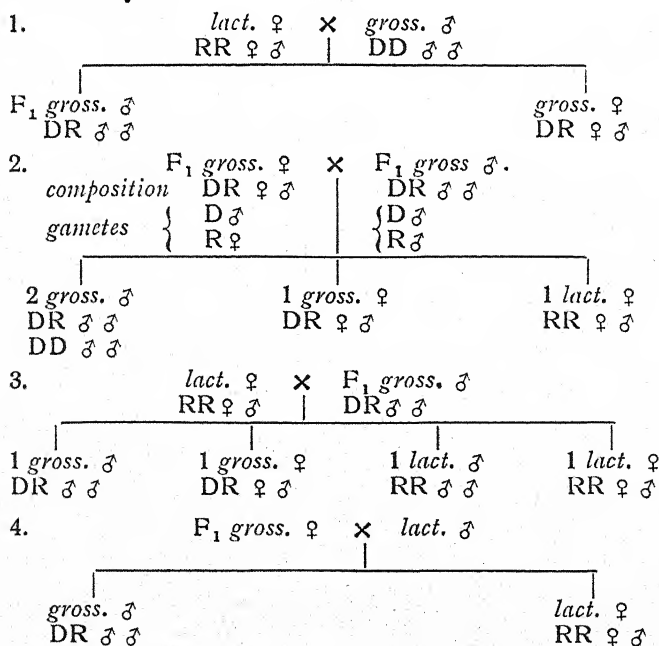 1. lact. ♀ × gross. ♂
RR ♀ ♂ DD ♂ ♂
F₁ gross. ♂ gross. ♀
DR ♂ ♂ DR ♀ ♂
2. F₁ gross. ♀ × F₁ gross ♂.
composition DR ♀ ♂ DR ♂ ♂
gametes { D♂ { D♂
R♀ R♂
2 gross. ♂ 1 gross. ♀ 1 lact. ♀
DR ♂ ♂ DR ♀ ♂ RR ♀ ♂
DD ♂ ♂
3. lact. ♀ × F₁ gross. ♂
RR♀ ♂ DR♂ ♂
1 gross. ♂ 1 gross. ♀ 1 lact. ♂ 1 lact. ♀
DR ♂ ♂ DR ♀ ♂ RR ♂ ♂ RR ♀ ♂
4. F₁ gross. ♀ × lact. ♂
gross. ♂ lact. ♀
DR ♂ ♂ RR ♀ ♂